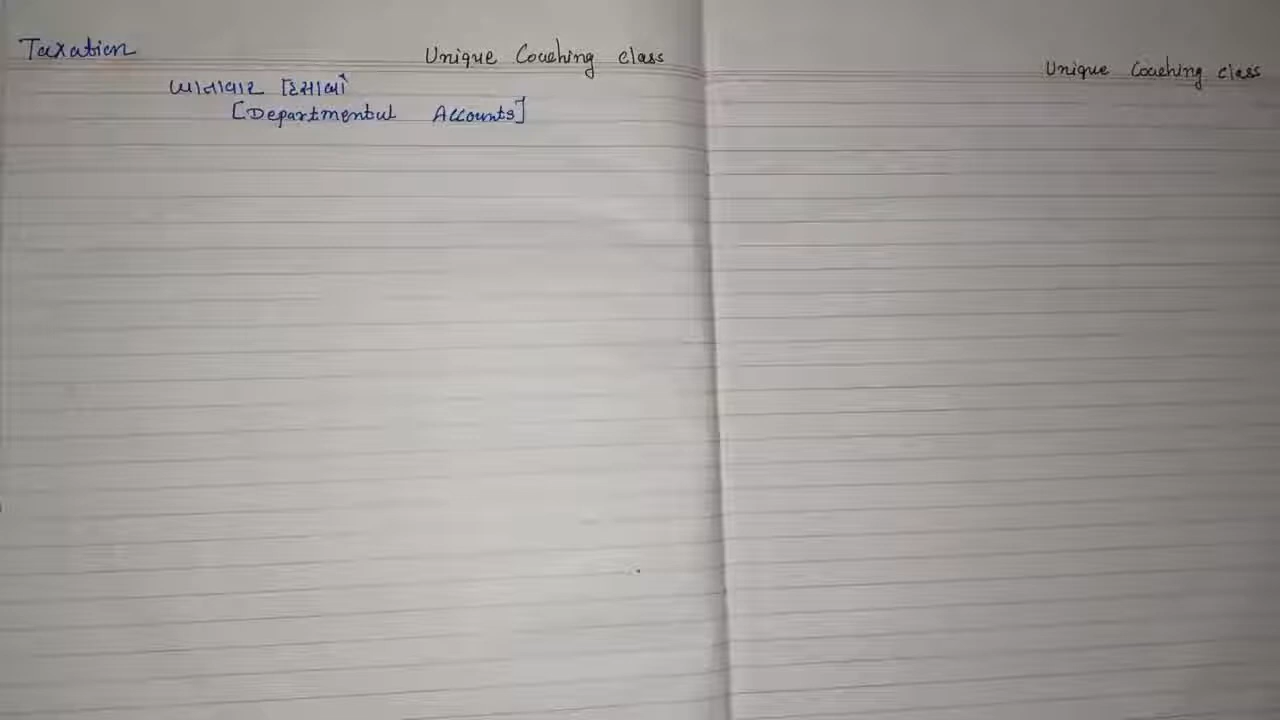 Taxation
Unique Coaching class
ખાતાવાર હિસાબો
[Departmental Accounts]
Unique Coaching class